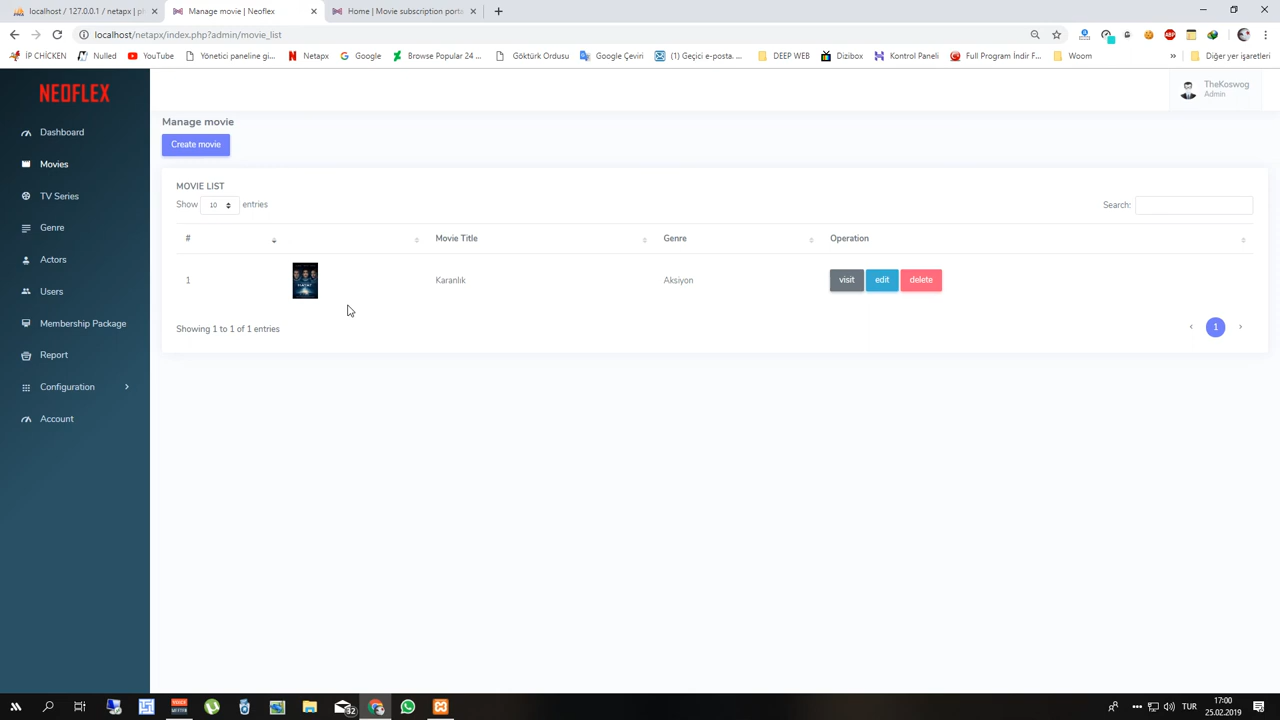 localhost / 127.0.0.1 / netapx | ph
Manage movie | Neoflex
Home | Movie subscription porta
localhost/netapx/index.php?admin/movie_list
İP CHİCKEN
Nulled
YouTube
Yönetici paneline gi...
Netapx
Google
Browse Popular 24 ...
Göktürk Ordusu
Google Çeviri
(1) Geçici e-posta. ...
DEEP WEB
Dizibox
Kontrol Paneli
Full Program İndir F...
Woom
»
Diğer yer işaretleri
NEOFLEX
TheKoswog
Admin
Dashboard
Movies
TV Series
Genre
Actors
Users
Membership Package
Report
Configuration
Account
Manage movie
Create movie
MOVIE LIST
Show 10 entries
Search:
# Movie Title Genre Operation
1 Karanlık Aksiyon visit edit delete
Showing 1 to 1 of 1 entries
‹ 1 ›
32
TUR
17:00
25.02.2019